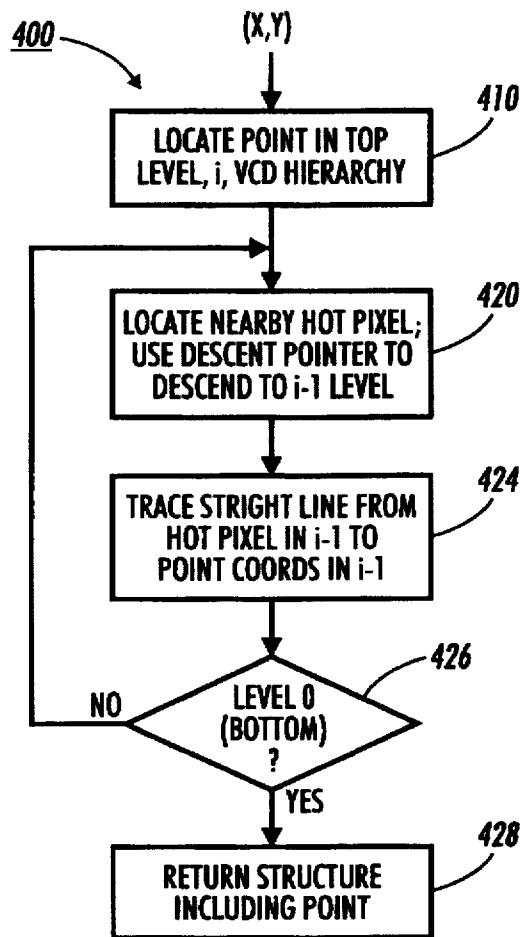 400
(X,Y)
410
LOCATE POINT IN TOP
LEVEL, i, VCD HIERARCHY
420
LOCATE NEARBY HOT PIXEL;
USE DESCENT POINTER TO
DESCEND TO i-1 LEVEL
424
TRACE STRIGHT LINE FROM
HOT PIXEL IN i-1 TO
POINT COORDS IN i-1
426
LEVEL 0
(BOTTOM)
?
NO
YES
428
RETURN STRUCTURE
INCLUDING POINT